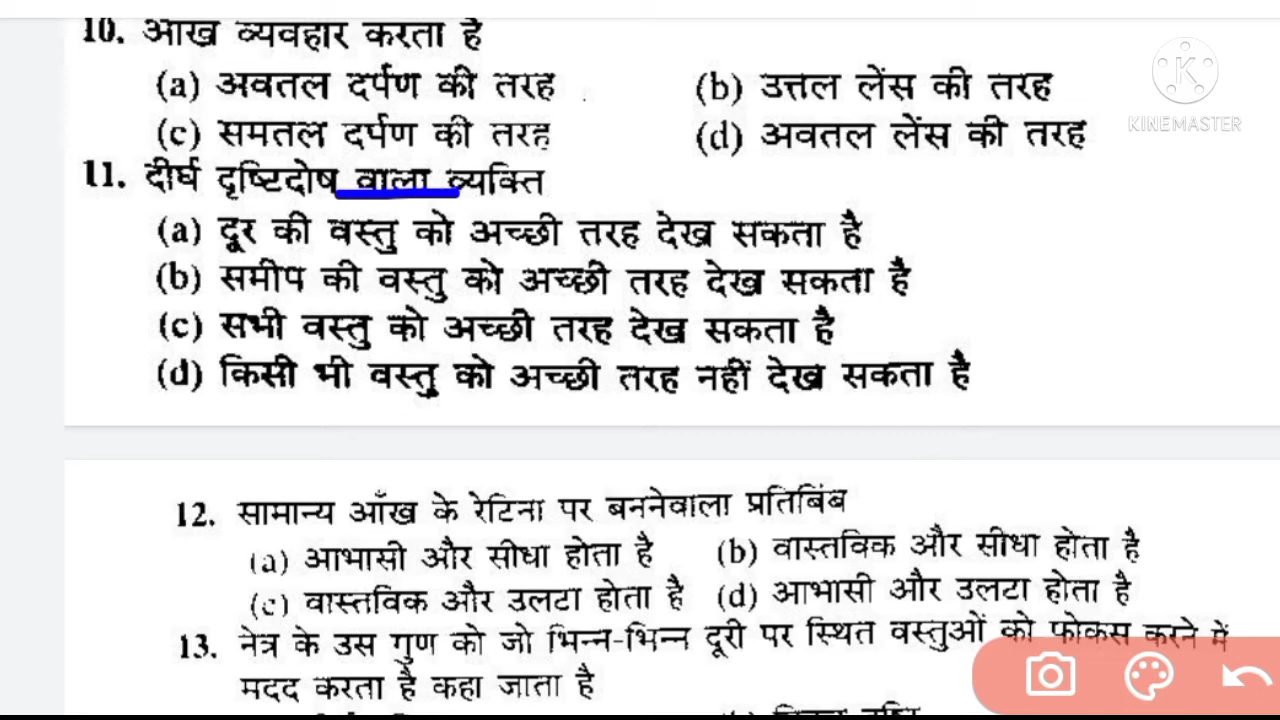 10. आँख व्यवहार करता है
(a) अवतल दर्पण की तरह (b) उत्तल लेंस की तरह
KINEMASTER
(c) समतल दर्पण की तरह (d) अवतल लेंस की तरह
11. दीर्घ दृष्टिदोष वाला व्यक्ति
(a) दूर की वस्तु को अच्छी तरह देख सकता है
(b) समीप की वस्तु को अच्छी तरह देख सकता है
(c) सभी वस्तु को अच्छी तरह देख सकता है
(d) किसी भी वस्तु को अच्छी तरह नहीं देख सकता है
12. सामान्य आँख के रेटिना पर बननेवाला प्रतिबिंब
(a) आभासी और सीधा होता है (b) वास्तविक और सीधा होता है
(c) वास्तविक और उलटा होता है (d) आभासी और उलटा होता है
13. नेत्र के उस गुण को जो भिन्न-भिन्न दूरी पर स्थित वस्तुओं को फोकस करने में
मदद करता है कहा जाता है